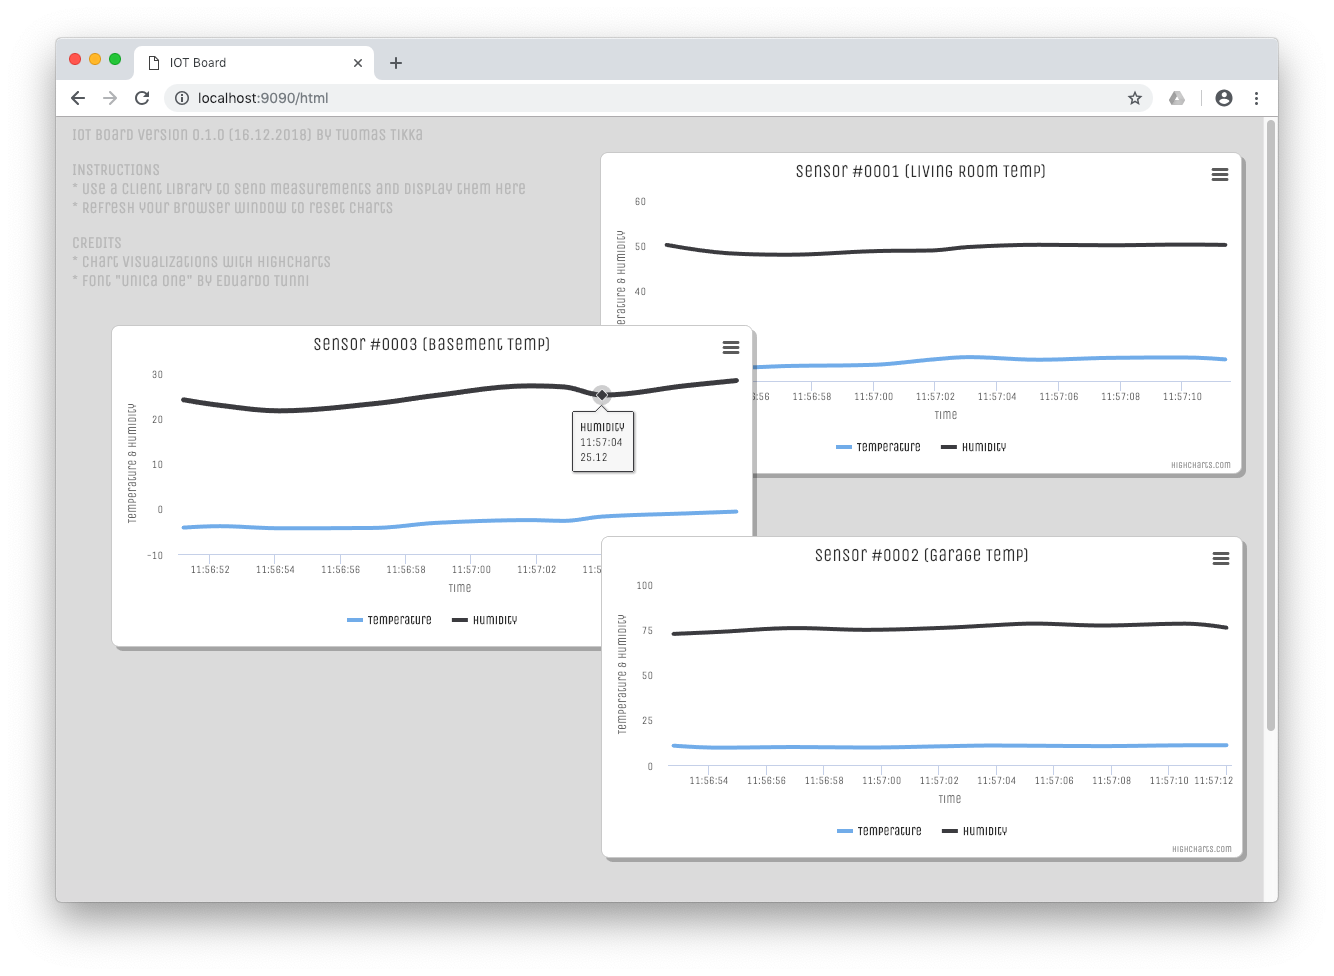 IOT Board
localhost:9090/html
IOT Board version 0.1.0 (16.12.2018) by Tuomas Tikka
INSTRUCTIONS
* Use a client library to send measurements and display them here
* Refresh your browser window to reset charts
CREDITS
* Chart visualizations with Highcharts
* Font "Unica One" by Eduardo Tunni
Sensor #0001 (Living Room Temp)
60
50
40
perature & Humidity
:56 11:56:58 11:57:00 11:57:02 11:57:04 11:57:06 11:57:08 11:57:10
Time
Temperature Humidity
Highcharts.com
Sensor #0003 (Basement Temp)
30
20
10
0
-10
Temperature & Humidity
Humidity
11:57:04
25.12
11:56:52 11:56:54 11:56:56 11:56:58 11:57:00 11:57:02 11:5
Time
Temperature Humidity
Sensor #0002 (Garage Temp)
100
75
50
25
0
Temperature & Humidity
11:56:54 11:56:56 11:56:58 11:57:00 11:57:02 11:57:04 11:57:06 11:57:08 11:57:10 11:57:12
Time
Temperature Humidity
Highcharts.com